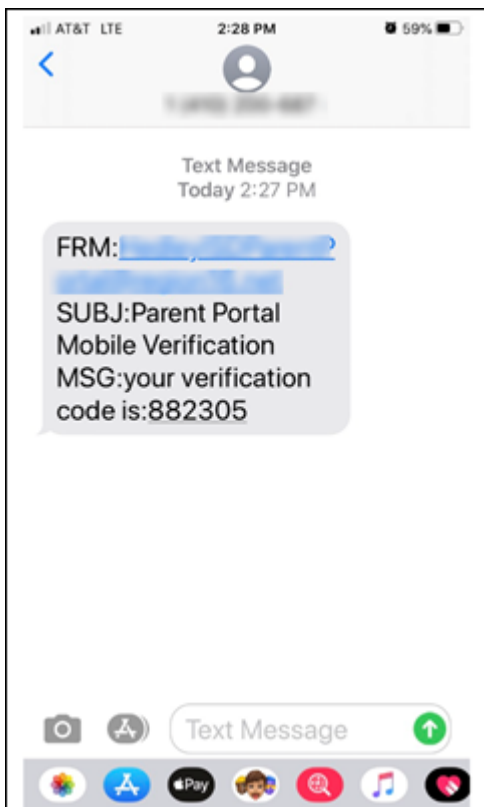 AT&T LTE 2:28 PM 59%
Text Message
Today 2:27 PM
FRM:
SUBJ:Parent Portal
Mobile Verification
MSG:your verification
code is:882305
Text Message
Pay